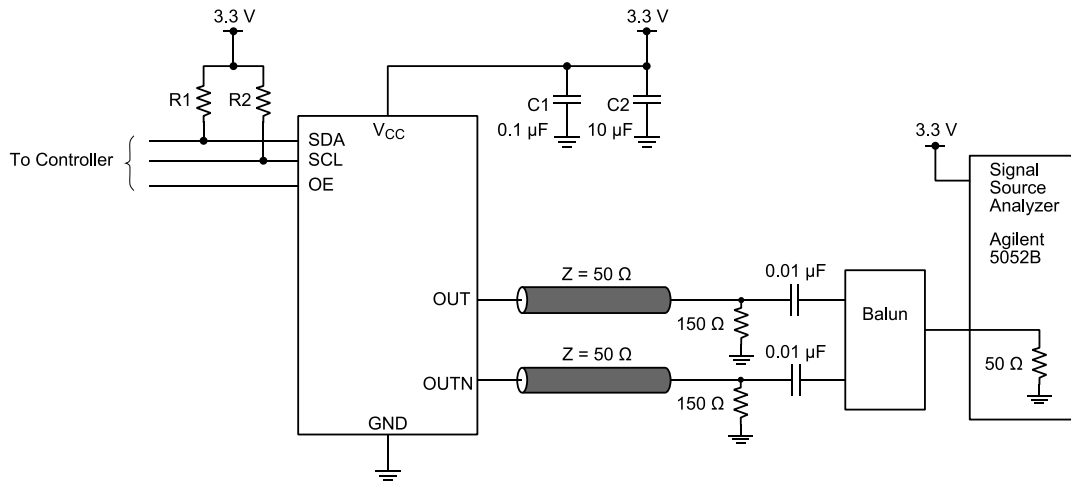 3.3 V
3.3 V
R1
R2
C1
0.1 µF
C2
10 µF
V_CC
SDA
SCL
OE
To Controller
3.3 V
Signal
Source
Analyzer
Agilent
5052B
Z = 50 Ω
0.01 µF
OUT
150 Ω
Balun
Z = 50 Ω
0.01 µF
OUTN
150 Ω
50 Ω
GND